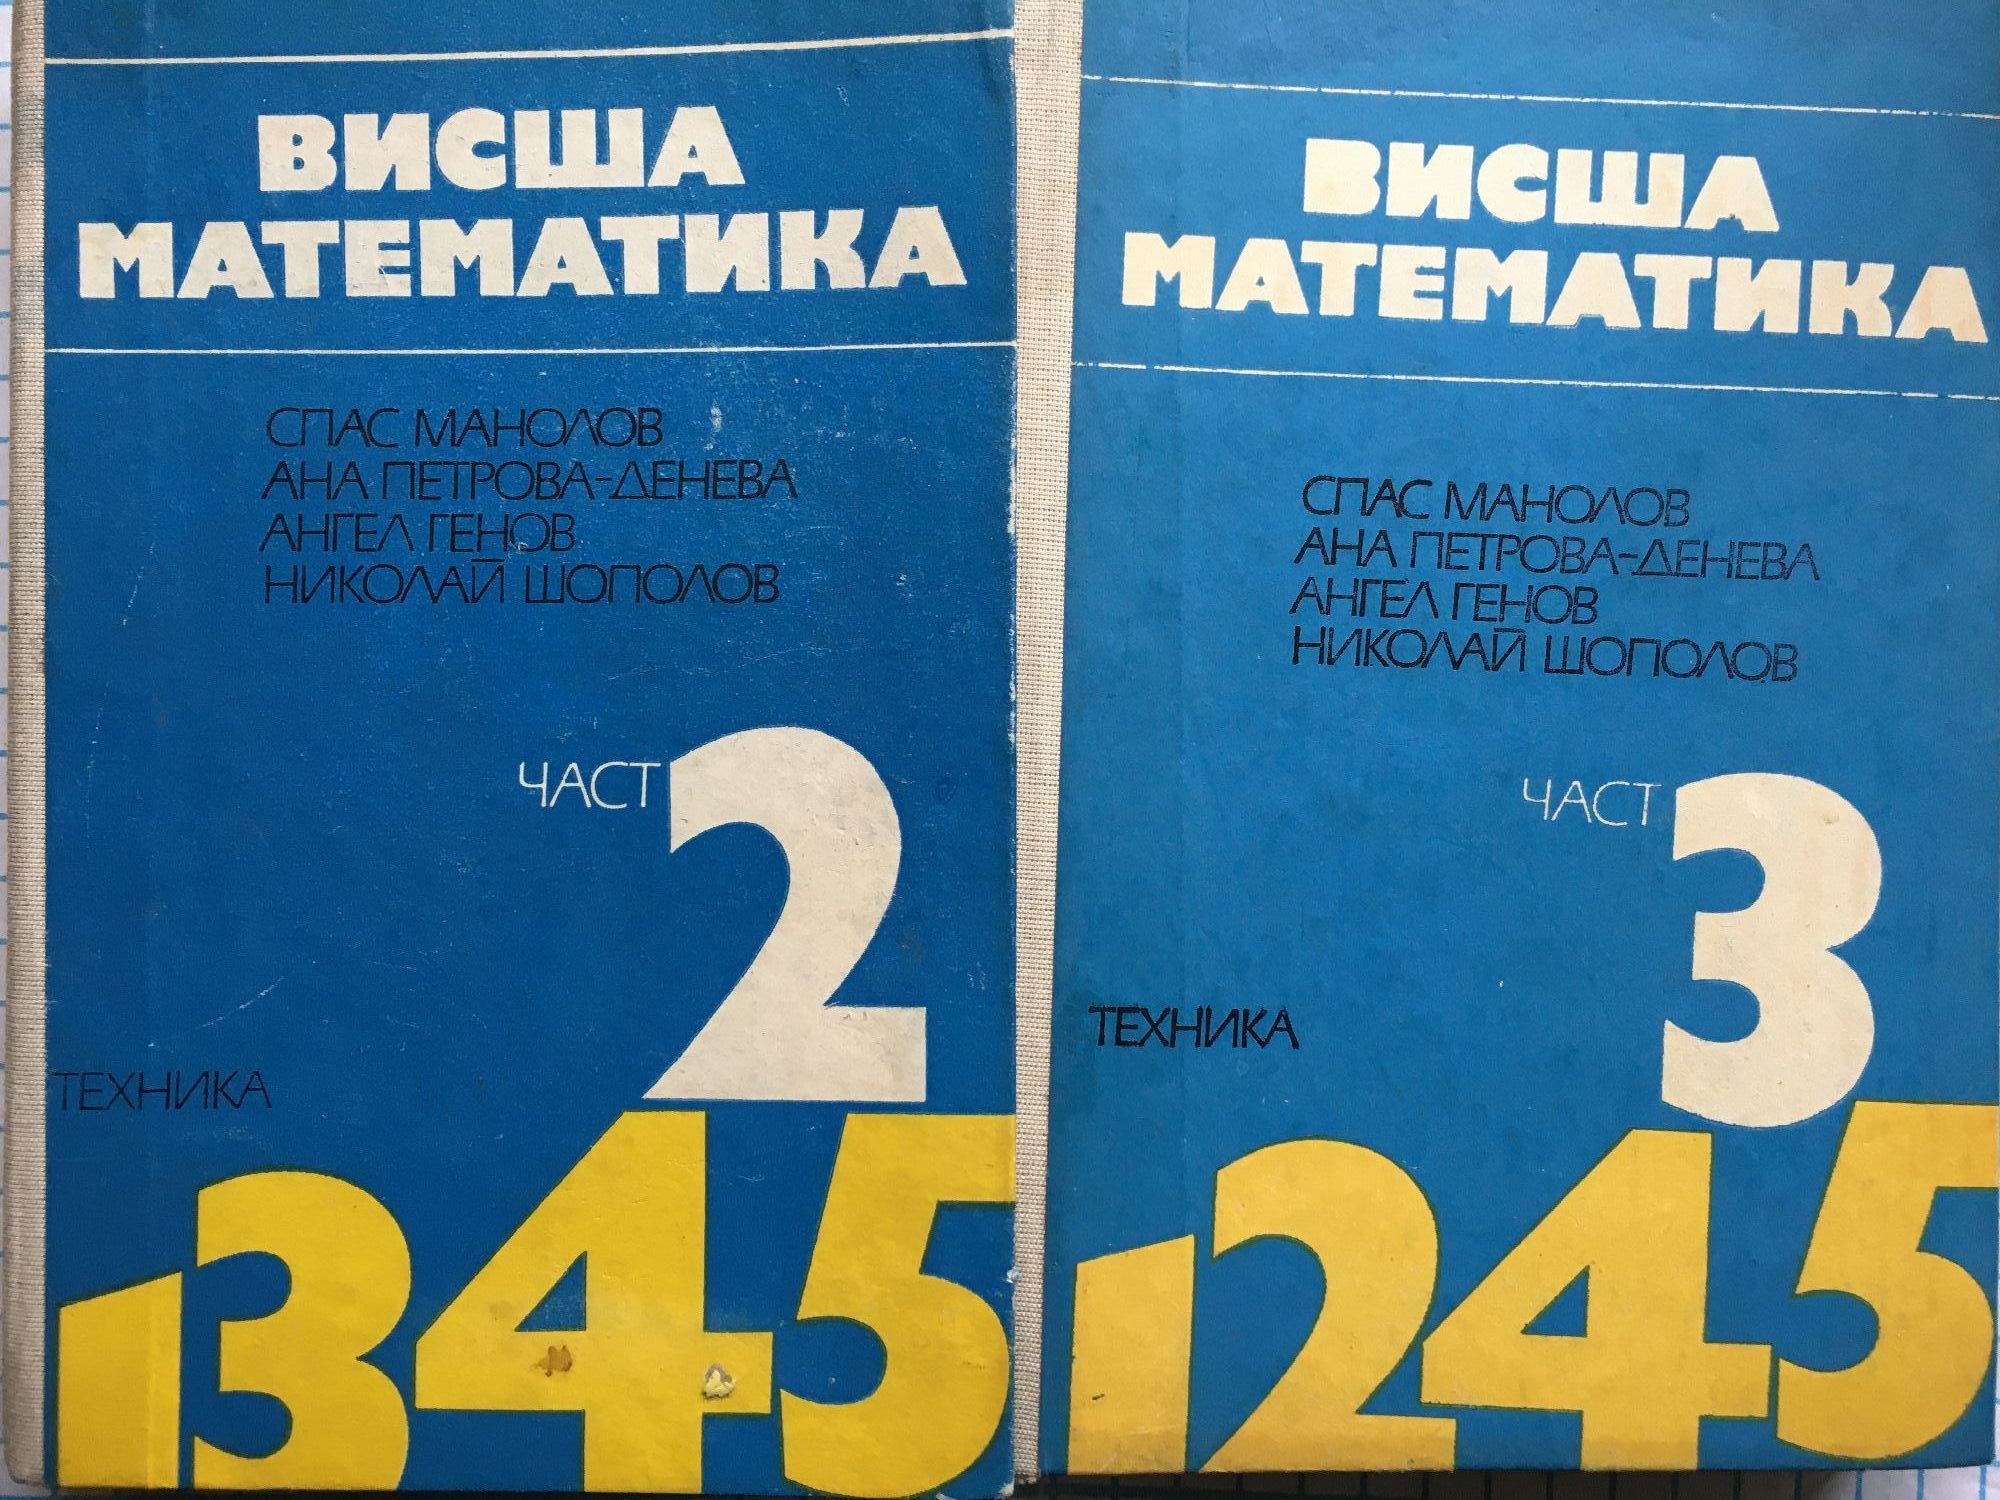 ВИСША
МАТЕМАТИКА
СПАС МАНОЛОВ
АНА ПЕТРОВА-ДЕНЕВА
АНГЕЛ ГЕНОВ
НИКОЛАЙ ШОПОЛОВ
ЧАСТ 2
ТЕХНИКА
1345
ВИСША
МАТЕМАТИКА
СПАС МАНОЛОВ
АНА ПЕТРОВА-ДЕНЕВА
АНГЕЛ ГЕНОВ
НИКОЛАЙ ШОПОЛОВ
ЧАСТ 3
ТЕХНИКА
1245